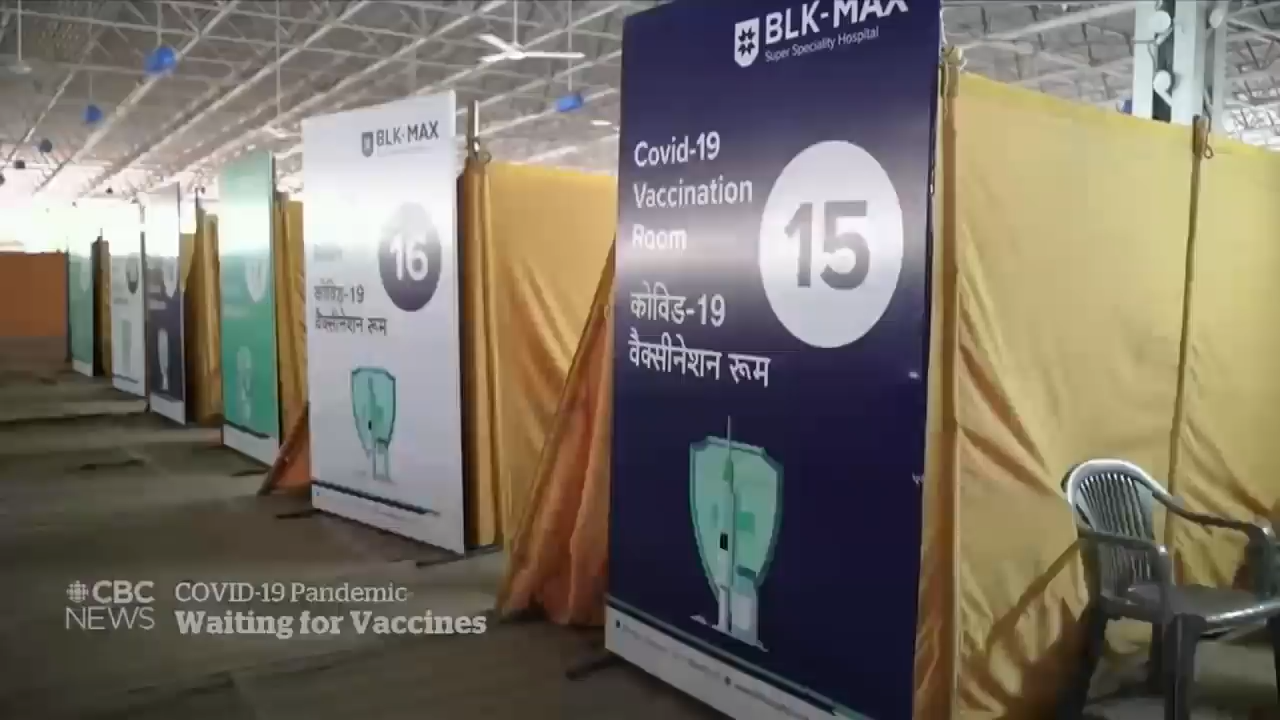 BLK-MAX
Super Speciality Hospital
Covid-19
Vaccination
Room
15
कोविड-19
वैक्सीनेशन रूम
BLK-MAX
16
कोविड-19
वैक्सीनेशन रूम
CBC
NEWS
COVID-19 Pandemic
Waiting for Vaccines